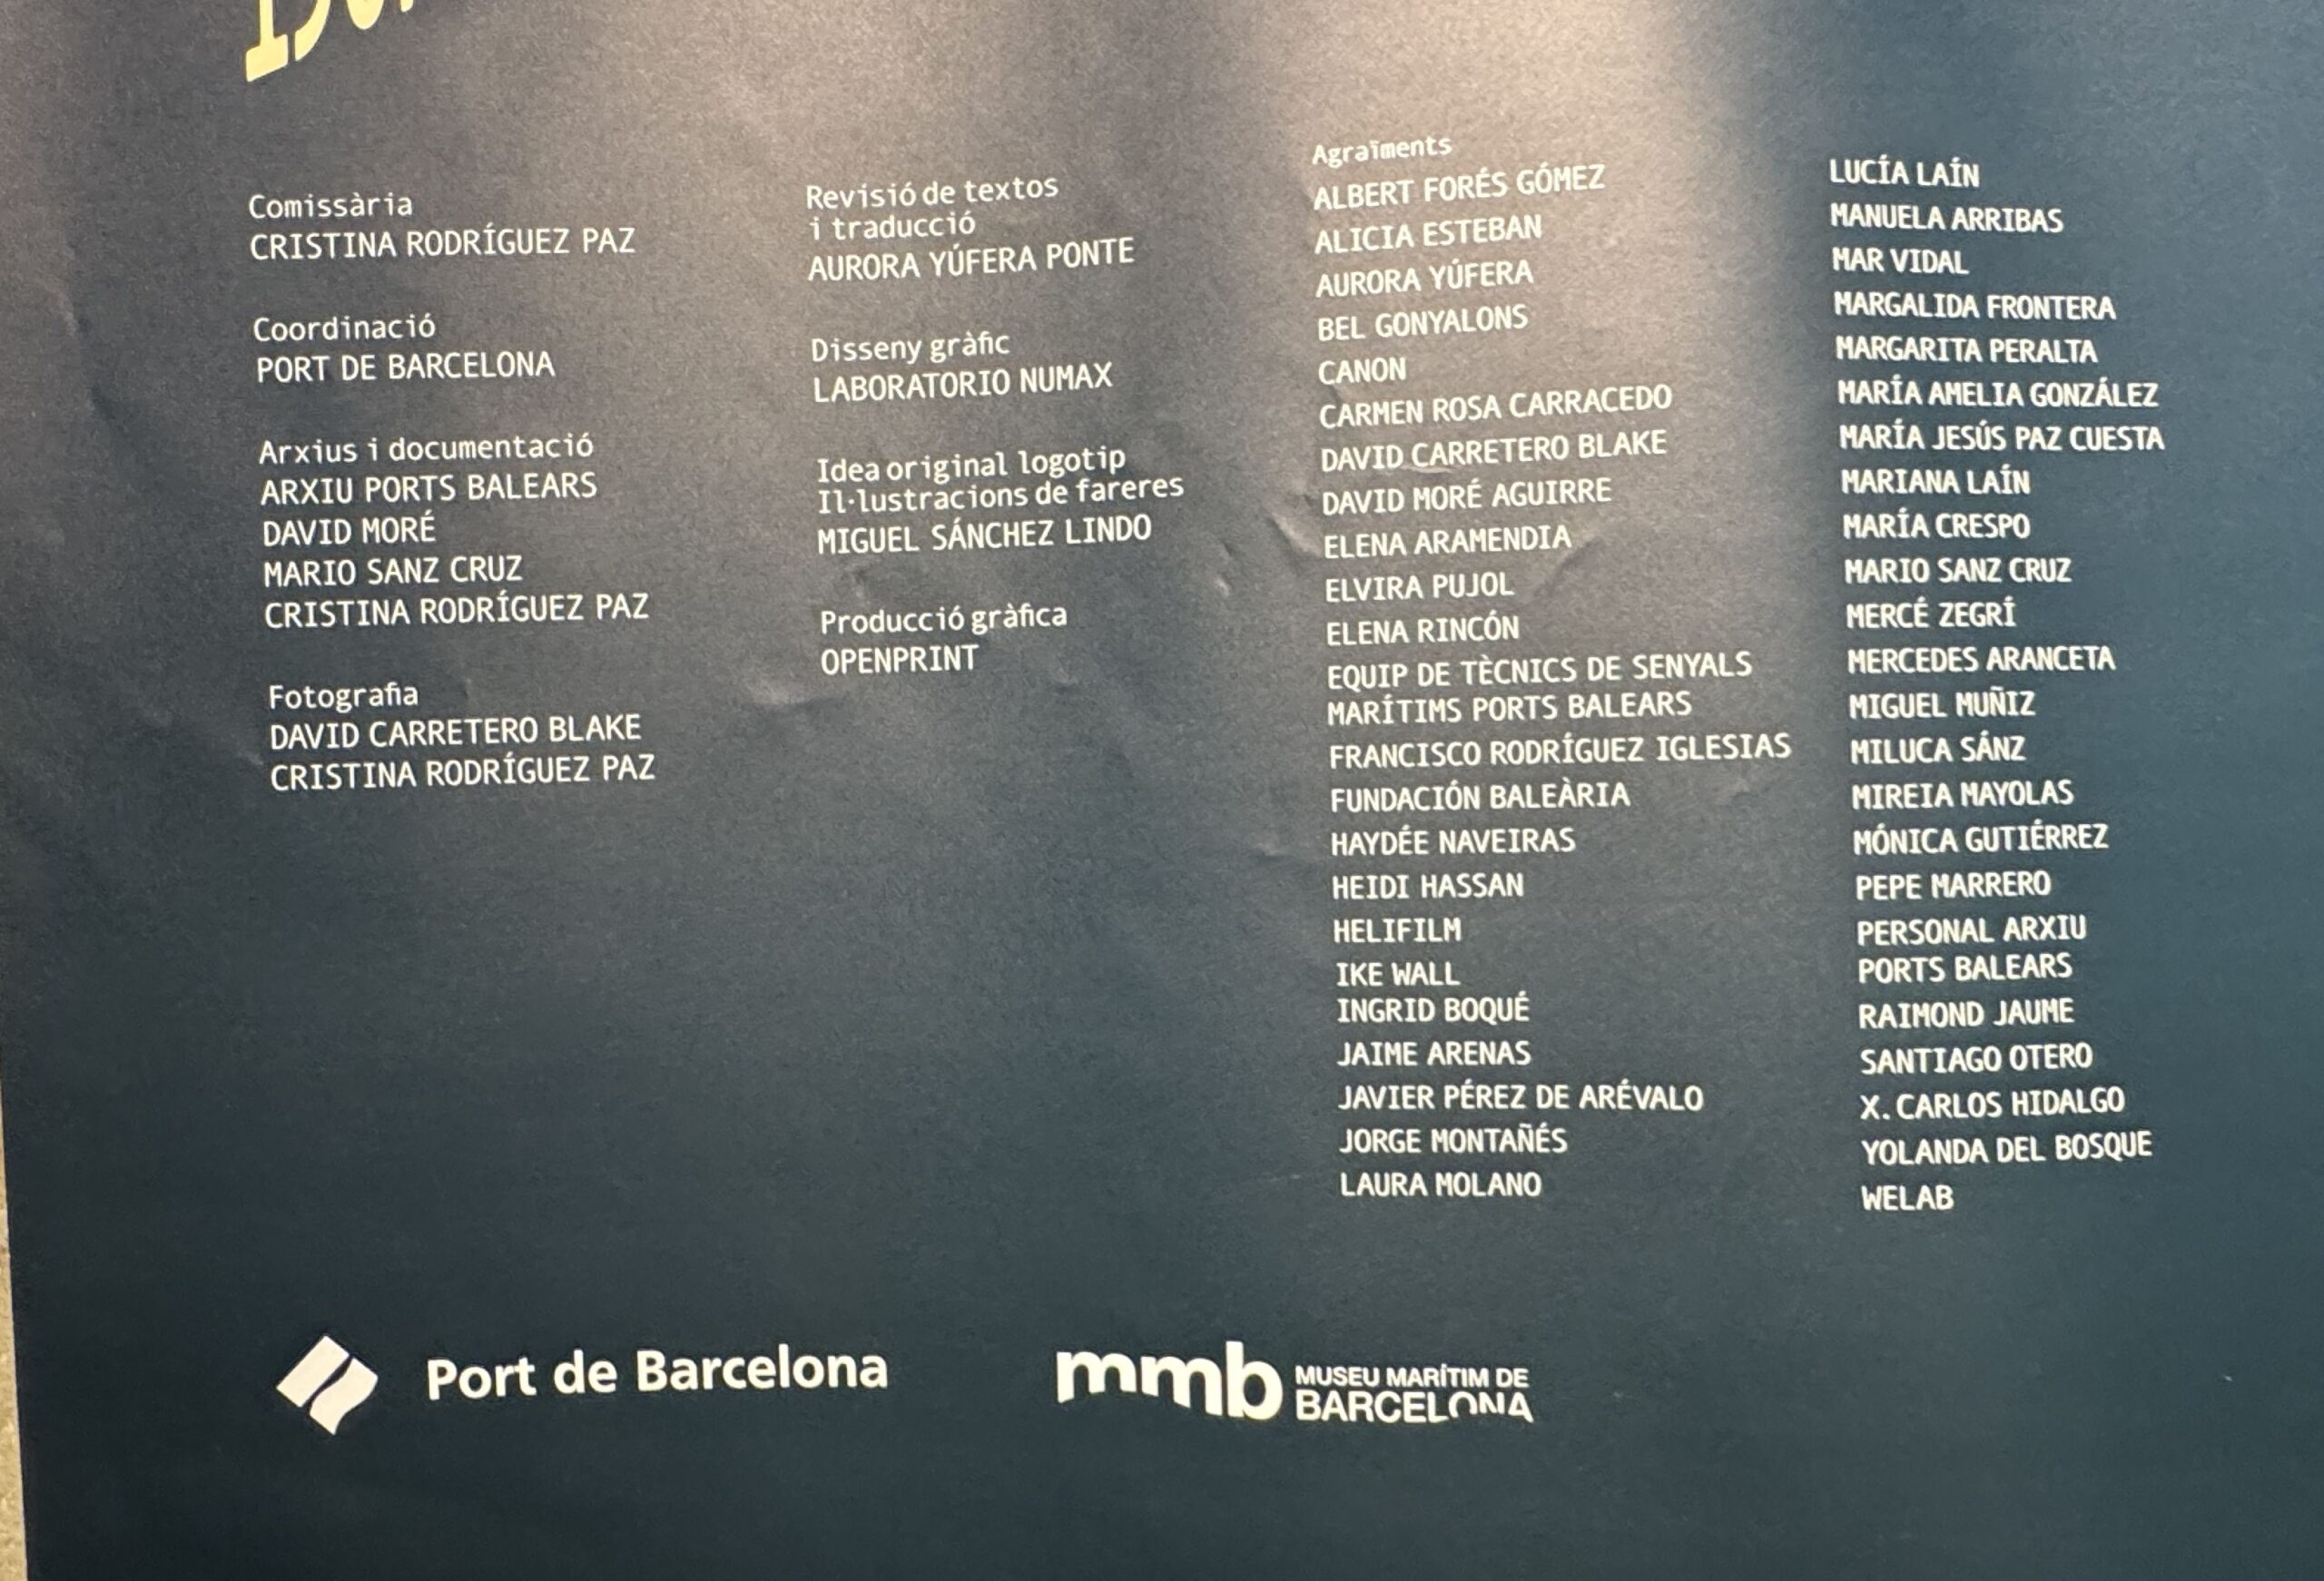 Comissària
CRISTINA RODRÍGUEZ PAZ
Coordinació
PORT DE BARCELONA
Arxius i documentació
ARXIU PORTS BALEARS
DAVID MORÉ
MARIO SANZ CRUZ
CRISTINA RODRÍGUEZ PAZ
Fotografia
DAVID CARRETERO BLAKE
CRISTINA RODRÍGUEZ PAZ
Revisió de textos
i traducció
AURORA YÚFERA PONTE
Disseny gràfic
LABORATORIO NUMAX
Idea original logotip
Il·lustracions de fareres
MIGUEL SÁNCHEZ LINDO
Producció gràfica
OPENPRINT
Agraïments
ALBERT FORÉS GÓMEZ
ALICIA ESTEBAN
AURORA YÚFERA
BEL GONYALONS
CANON
CARMEN ROSA CARRACEDO
DAVID CARRETERO BLAKE
DAVID MORÉ AGUIRRE
ELENA ARAMENDIA
ELVIRA PUJOL
ELENA RINCÓN
EQUIP DE TÈCNICS DE SENYALS
MARÍTIMS PORTS BALEARS
FRANCISCO RODRÍGUEZ IGLESIAS
FUNDACIÓN BALEÀRIA
HAYDÉE NAVEIRAS
HEIDI HASSAN
HELIFILM
IKE WALL
INGRID BOQUÉ
JAIME ARENAS
JAVIER PÉREZ DE ARÉVALO
JORGE MONTAÑÉS
LAURA MOLANO
LUCÍA LAÍN
MANUELA ARRIBAS
MAR VIDAL
MARGALIDA FRONTERA
MARGARITA PERALTA
MARÍA AMELIA GONZÁLEZ
MARÍA JESÚS PAZ CUESTA
MARIANA LAÍN
MARÍA CRESPO
MARIO SANZ CRUZ
MERCÉ ZEGRÍ
MERCEDES ARANCETA
MIGUEL MUÑIZ
MILUCA SÁNZ
MIREIA MAYOLAS
MÓNICA GUTIÉRREZ
PEPE MARRERO
PERSONAL ARXIU
PORTS BALEARS
RAIMOND JAUME
SANTIAGO OTERO
X. CARLOS HIDALGO
YOLANDA DEL BOSQUE
WELAB
Port de Barcelona
mmb MUSEU MARÍTIM DE
BARCELONA